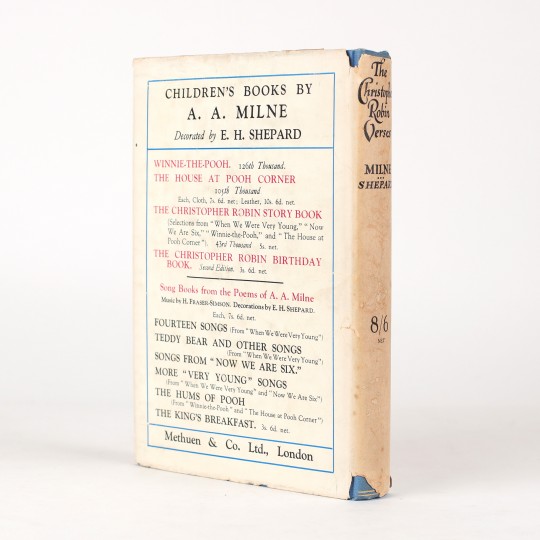 CHILDREN'S BOOKS BY
A. A. MILNE
Decorated by E. H. SHEPARD
WINNIE-THE-POOH. 126th Thousand.
THE HOUSE AT POOH CORNER
105th Thousand
Each, Cloth, 7s. 6d. net; Leather, 10s. 6d. net.
THE CHRISTOPHER ROBIN STORY BOOK
(Selections from "When We Were Very Young," "Now
We Are Six," "Winnie-the-Pooh," and "The House at
Pooh Corner"). 43rd Thousand 5s. net.
THE CHRISTOPHER ROBIN BIRTHDAY
BOOK. Second Edition. 3s. 6d. net.
Song Books from the Poems of A. A. Milne
Music by H. FRASER-SIMSON. Decorations by E. H. SHEPARD.
Each, 7s. 6d. net.
FOURTEEN SONGS (From "When We Were Very Young")
TEDDY BEAR AND OTHER SONGS
(From "When We Were Very Young")
SONGS FROM "NOW WE ARE SIX."
MORE "VERY YOUNG" SONGS
(From "When We Were Very Young" and "Now We Are Six")
THE HUMS OF POOH
(From "Winnie-the-Pooh" and "The House at Pooh Corner")
THE KING'S BREAKFAST. 3s. 6d. net.
Methuen & Co. Ltd., London
The
Christopher
Robin
Verses
MILNE
SHEPARD
8/6
NET